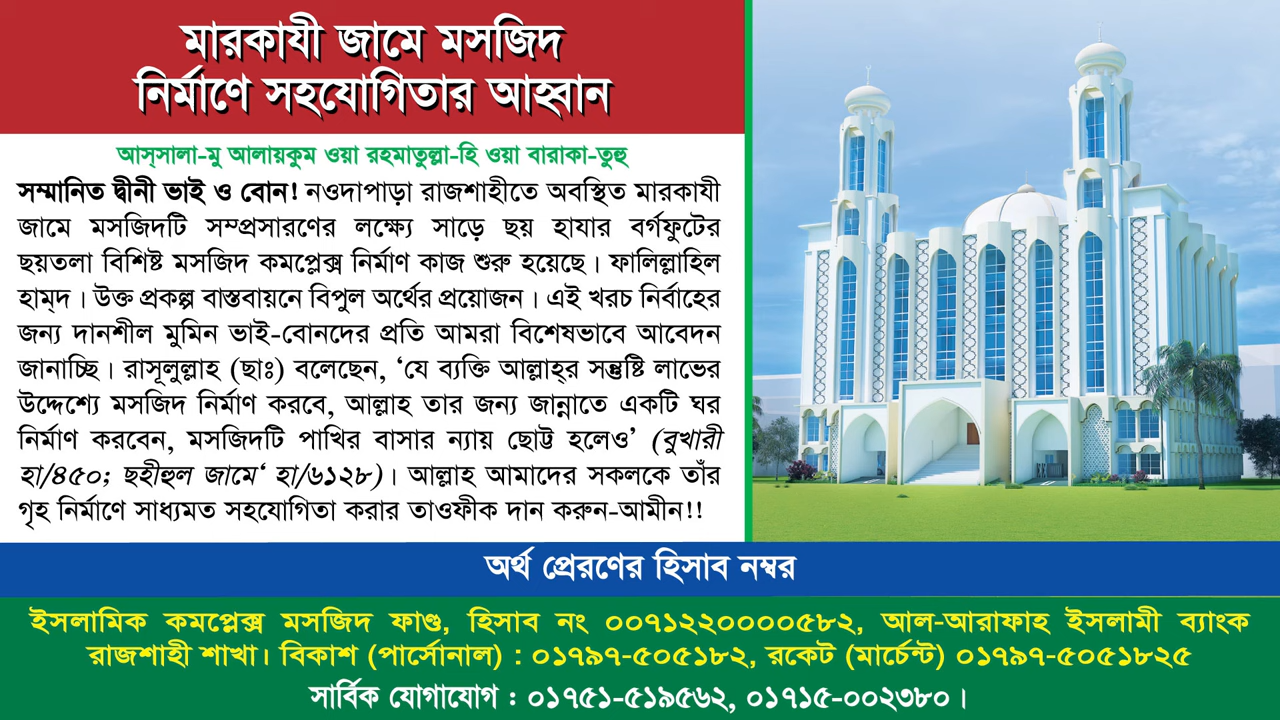 মারকাযী জামে মসজিদ
নির্মাণে সহযোগিতার আহ্বান
আস্সালা-মু আলায়কুম ওয়া রহমাতুল্লা-হি ওয়া বারাকা-তুহু
সম্মানিত দ্বীনী ভাই ও বোন! নওদাপাড়া রাজশাহীতে অবস্থিত মারকাযী
জামে মসজিদটি সম্প্রসারণের লক্ষ্যে সাড়ে ছয় হাযার বর্গফুটের
ছয়তলা বিশিষ্ট মসজিদ কমপ্লেক্স নির্মাণ কাজ শুরু হয়েছে। ফালিল্লাহিল
হাম্দ। উক্ত প্রকল্প বাস্তবায়নে বিপুল অর্থের প্রয়োজন। এই খরচ নির্বাহের
জন্য দানশীল মুমিন ভাই-বোনদের প্রতি আমরা বিশেষভাবে আবেদন
জানাচ্ছি। রাসূলুল্লাহ (ছাঃ) বলেছেন, ‘যে ব্যক্তি আল্লাহ্র সন্তুষ্টি লাভের
উদ্দেশ্যে মসজিদ নির্মাণ করবে, আল্লাহ তার জন্য জান্নাতে একটি ঘর
নির্মাণ করবেন, মসজিদটি পাখির বাসার ন্যায় ছোট্ট হলেও’ (বুখারী
হা/৪৫০; ছহীহুল জামে‘ হা/৬১২৮)। আল্লাহ আমাদের সকলকে তাঁর
গৃহ নির্মাণে সাধ্যমত সহযোগিতা করার তাওফীক দান করুন-আমীন!!
অর্থ প্রেরণের হিসাব নম্বর
ইসলামিক কমপ্লেক্স মসজিদ ফাণ্ড, হিসাব নং ০০৭১২২০০০০৫৮২, আল-আরাফাহ ইসলামী ব্যাংক
রাজশাহী শাখা। বিকাশ (পার্সোনাল) : ০১৭৯৭-৫০৫১৮২, রকেট (মার্চেন্ট) ০১৭৯৭-৫০৫১৮২৫
সার্বিক যোগাযোগ : ০১৭৫১-৫১৯৫৬২, ০১৭১৫-০০২৩৮০।